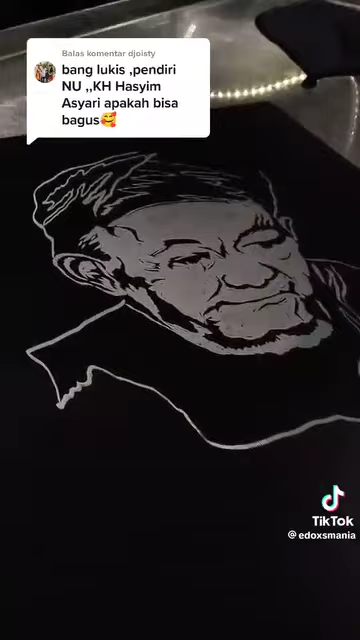 Balas komentar djoisty
bang lukis ,pendiri
NU ,,KH Hasyim
Asyari apakah bisa
bagus🥰
TikTok
@edoxsmania